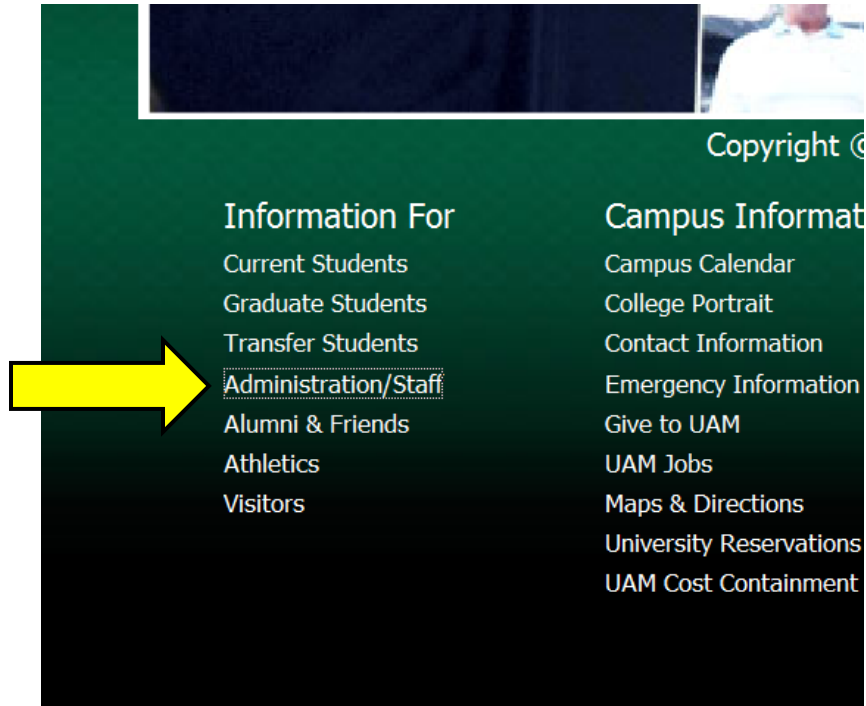 Copyright ©
Information For
Current Students
Graduate Students
Transfer Students
Administration/Staff
Alumni & Friends
Athletics
Visitors
Campus Informat
Campus Calendar
College Portrait
Contact Information
Emergency Information
Give to UAM
UAM Jobs
Maps & Directions
University Reservations
UAM Cost Containment